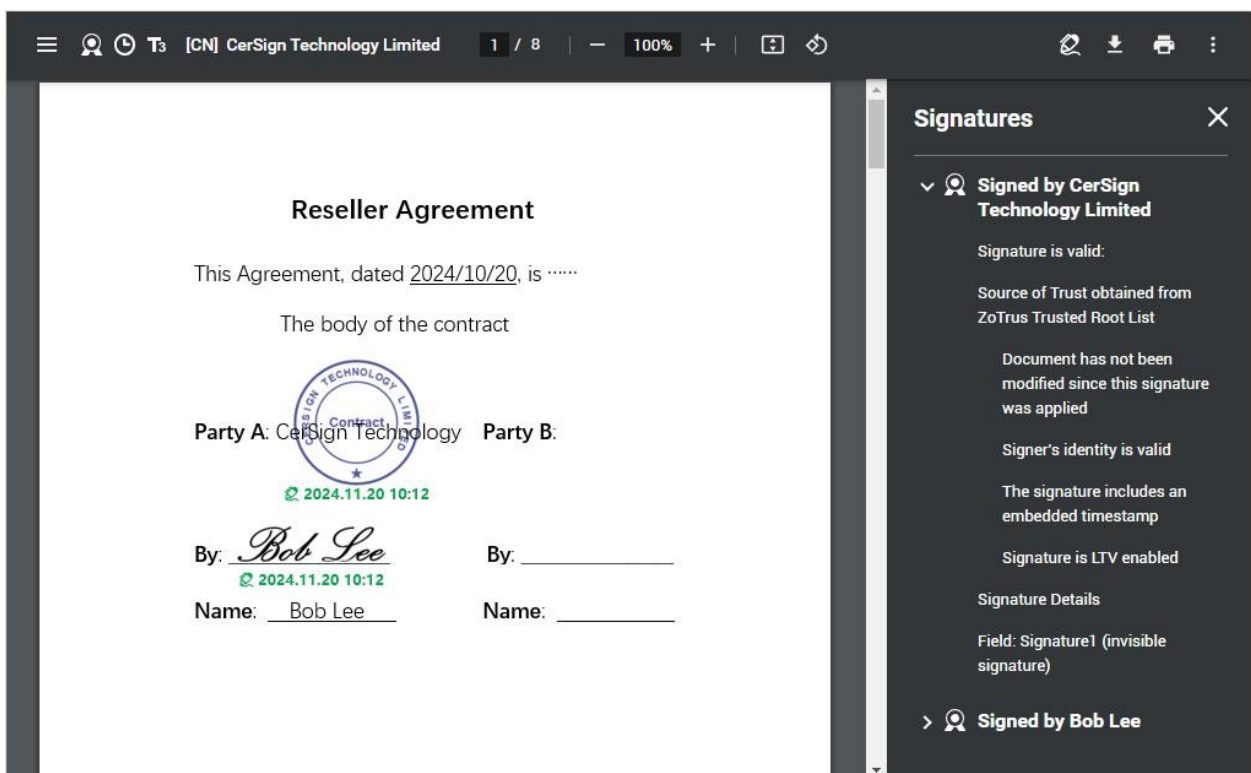 T3 [CN] CerSign Technology Limited 1 / 8 | − 100% + |
Reseller Agreement
This Agreement, dated 2024/10/20, is ······
The body of the contract
CERSIGN TECHNOLOGY LIMITED
Contract
Party A: CerSign Technology Party B:
2024.11.20 10:12
By: Bob Lee By:
2024.11.20 10:12
Name: Bob Lee Name:
Signatures
Signed by CerSign
Technology Limited
Signature is valid:
Source of Trust obtained from
ZoTrus Trusted Root List
Document has not been
modified since this signature
was applied
Signer's identity is valid
The signature includes an
embedded timestamp
Signature is LTV enabled
Signature Details
Field: Signature1 (invisible
signature)
Signed by Bob Lee